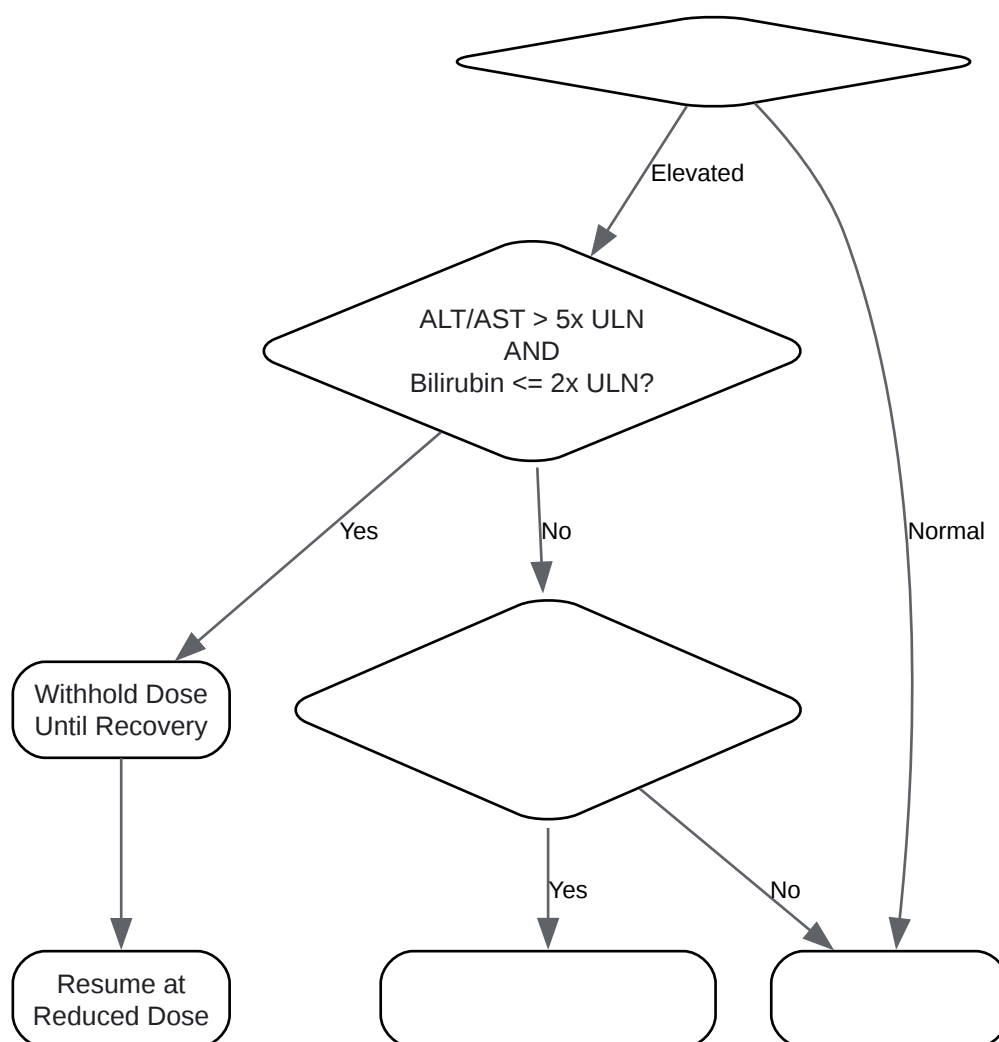 Elevated
ALT/AST > 5x ULN
AND
Bilirubin <= 2x ULN?
Yes
No
Normal
Withhold Dose
Until Recovery
Yes
No
Resume at
Reduced Dose